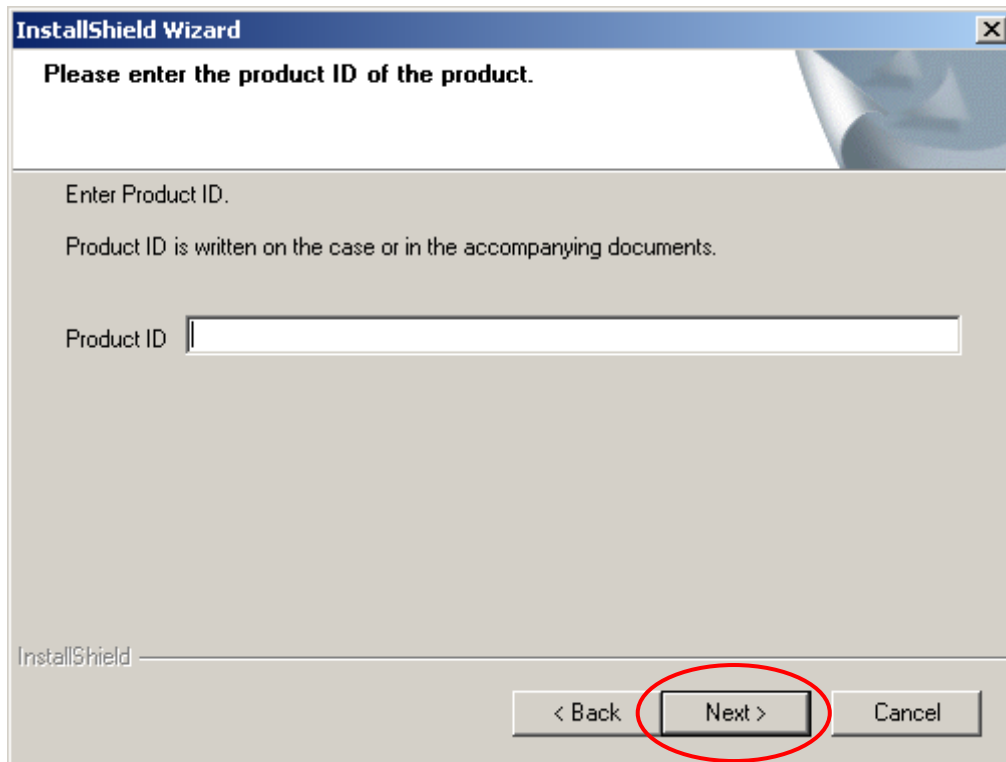 InstallShield Wizard
Please enter the product ID of the product.
Enter Product ID.
Product ID is written on the case or in the accompanying documents.
Product ID
InstallShield
< Back Next > Cancel